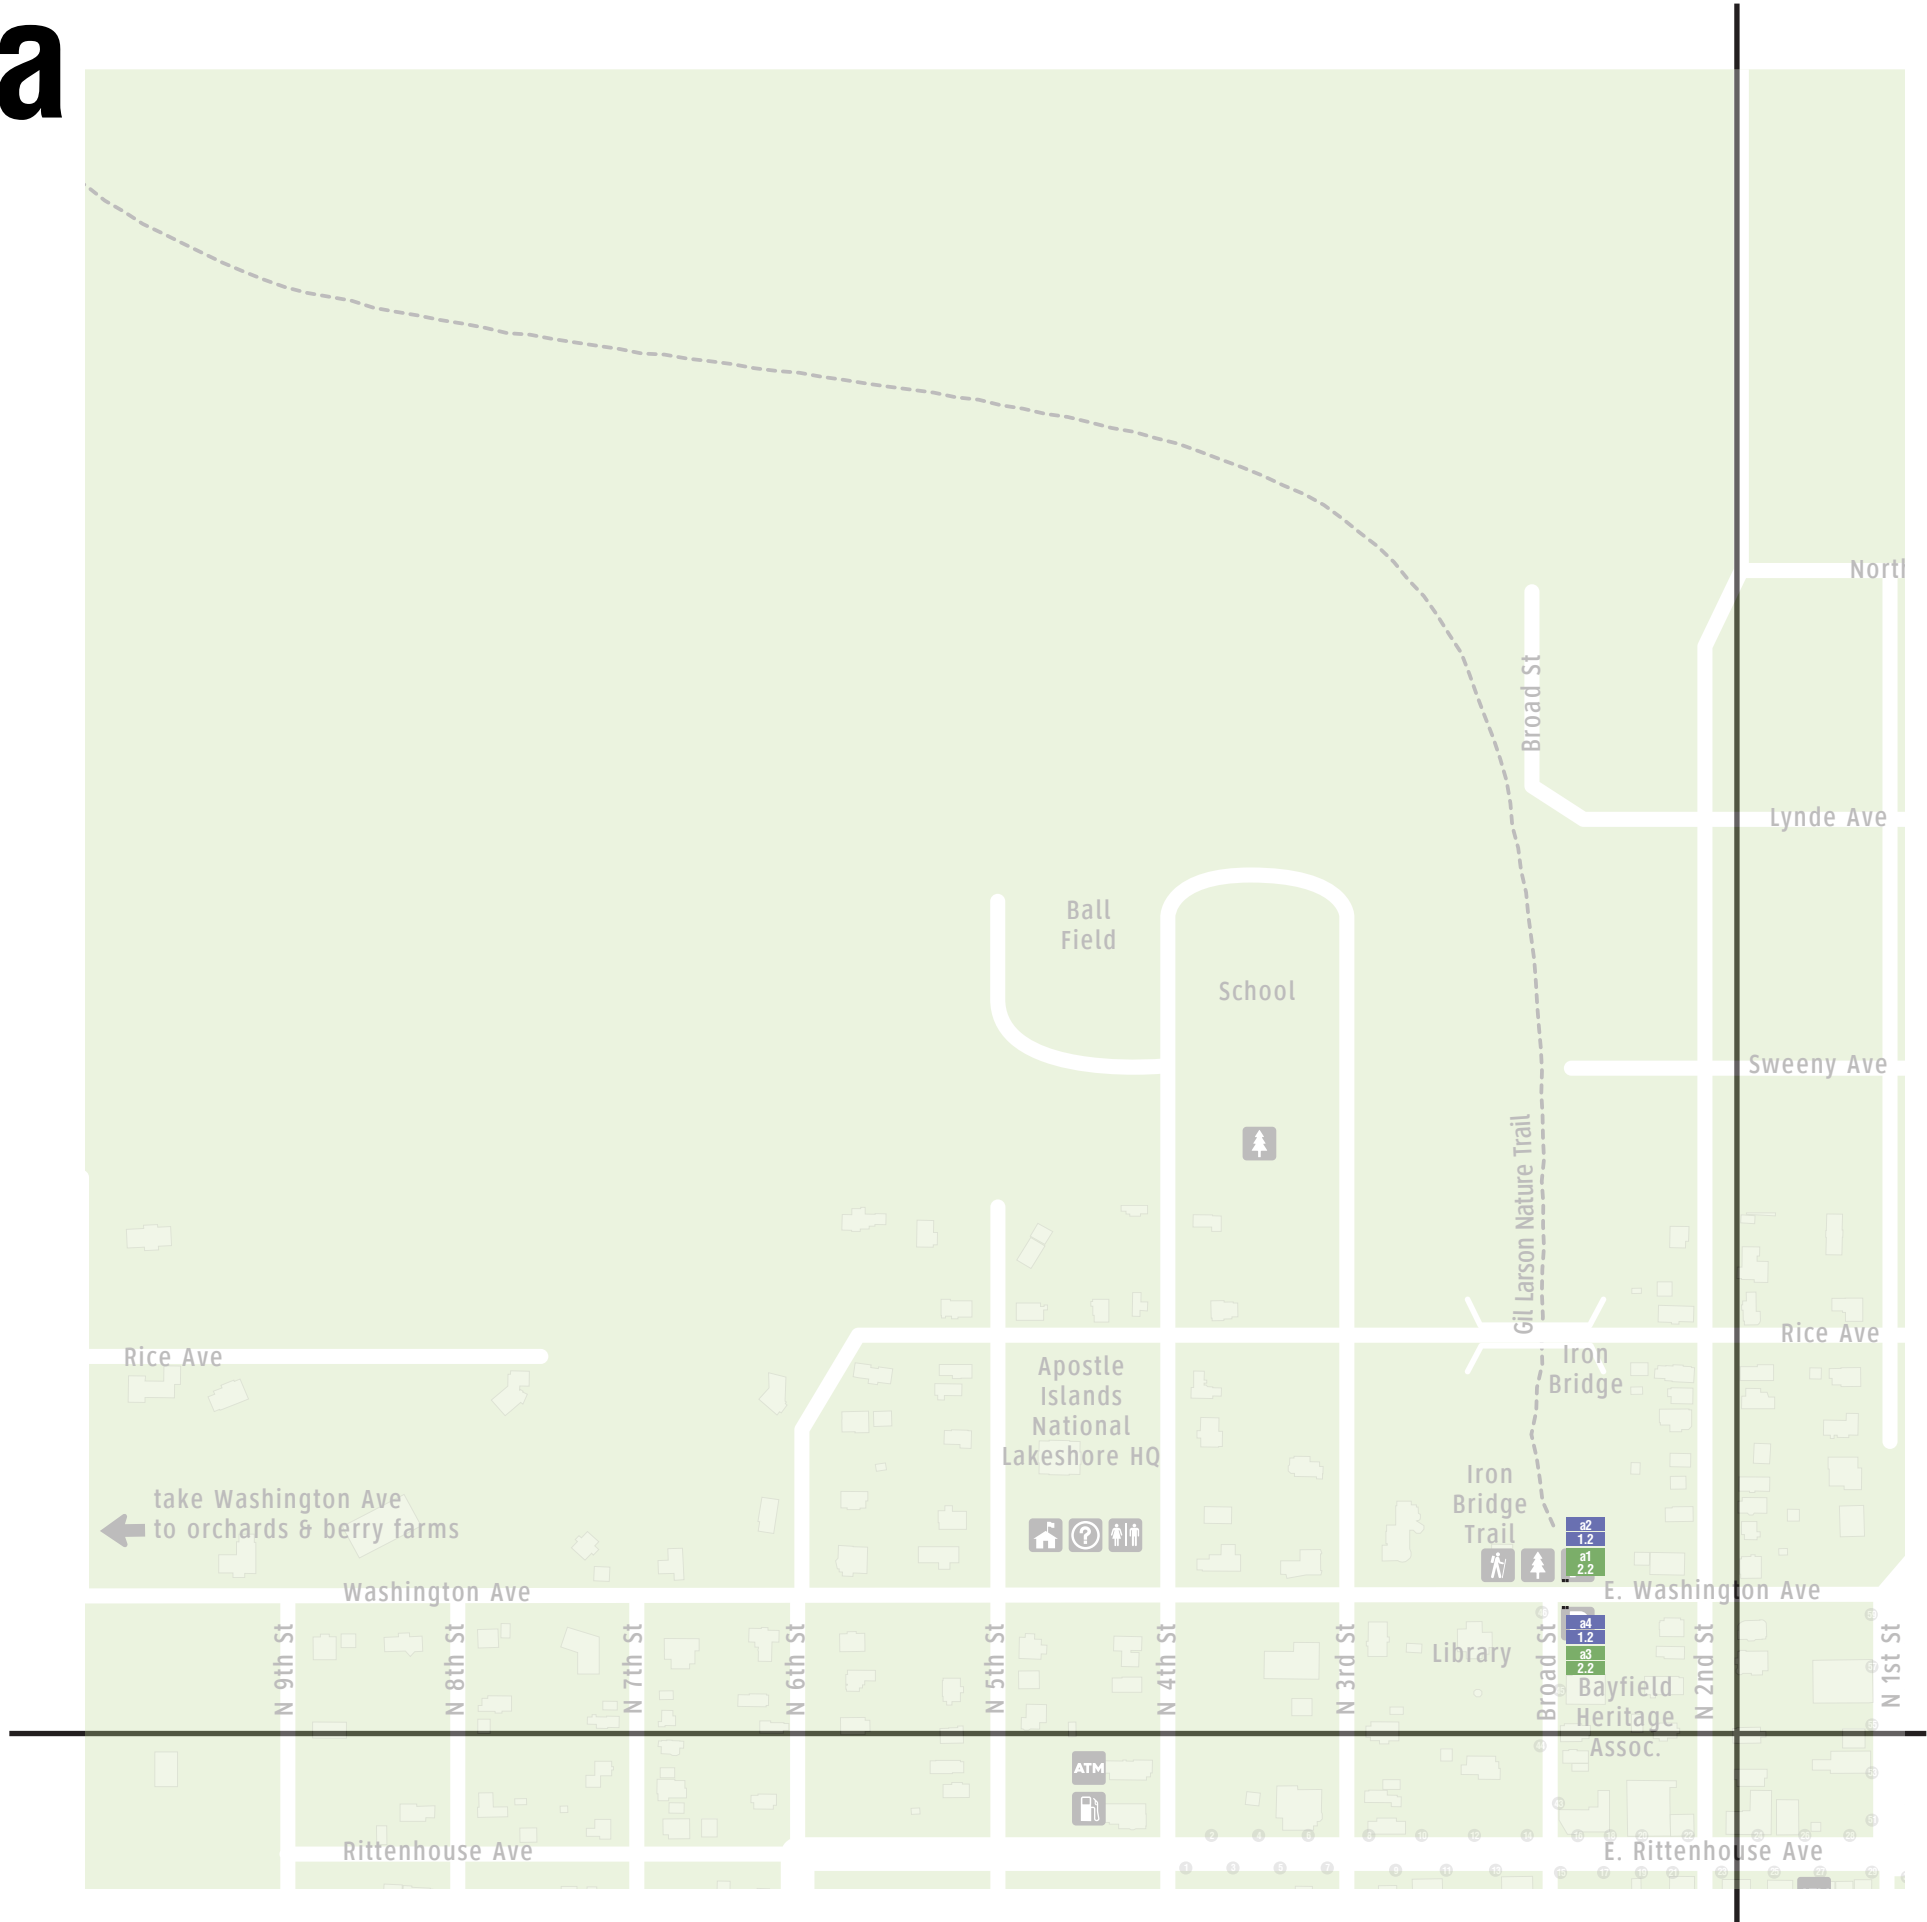 a
North
Broad St
Lynde Ave
Ball
Field
School
Sweeny Ave
Gil Larson Nature Trail
Rice Ave
Rice Ave
Iron
Bridge
Apostle
Islands
National
Lakeshore HQ
take Washington Ave
to orchards & berry farms
Iron
Bridge
Trail
?
a2
1.2
a1
2.2
Washington Ave
E. Washington Ave
a4
1.2
a3
2.2
N 9th St
N 8th St
N 7th St
N 6th St
N 5th St
N 4th St
N 3rd St
Library
Broad St
N 2nd St
N 1st St
Bayfield
Heritage
Assoc.
ATM
Rittenhouse Ave
E. Rittenhouse Ave